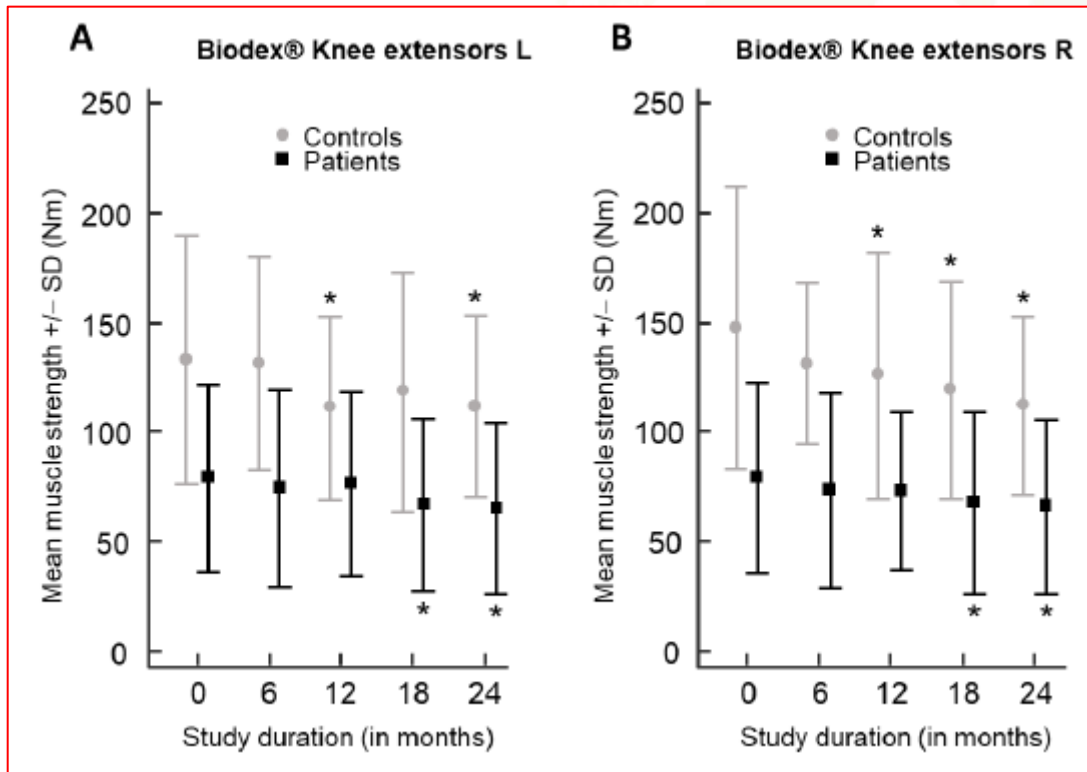 A
Biodex® Knee extensors L
250
200
150
100
50
0
Mean muscle strength +/− SD (Nm)
Controls
Patients
*
*
*
*
0 6 12 18 24
Study duration (in months)
B
Biodex® Knee extensors R
250
200
150
100
50
0
Mean muscle strength +/− SD (Nm)
Controls
Patients
*
*
*
*
*
0 6 12 18 24
Study duration (in months)